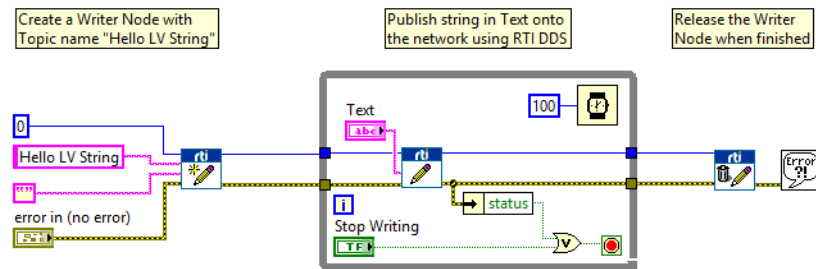 Create a Writer Node with
Topic name "Hello LV String"
Publish string in Text onto
the network using RTI DDS
Release the Writer
Node when finished
0
Hello LV String
""
error in (no error)
rti
Text
abc
100
rti
i
status
Stop Writing
TF
V
rti
Error
?!